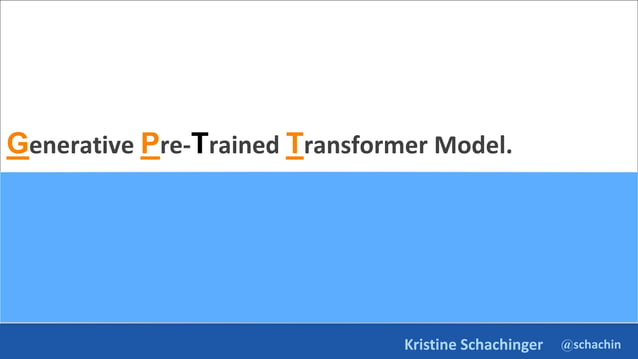 Generative Pre-Trained Transformer Model.
Kristine Schachinger @schachin